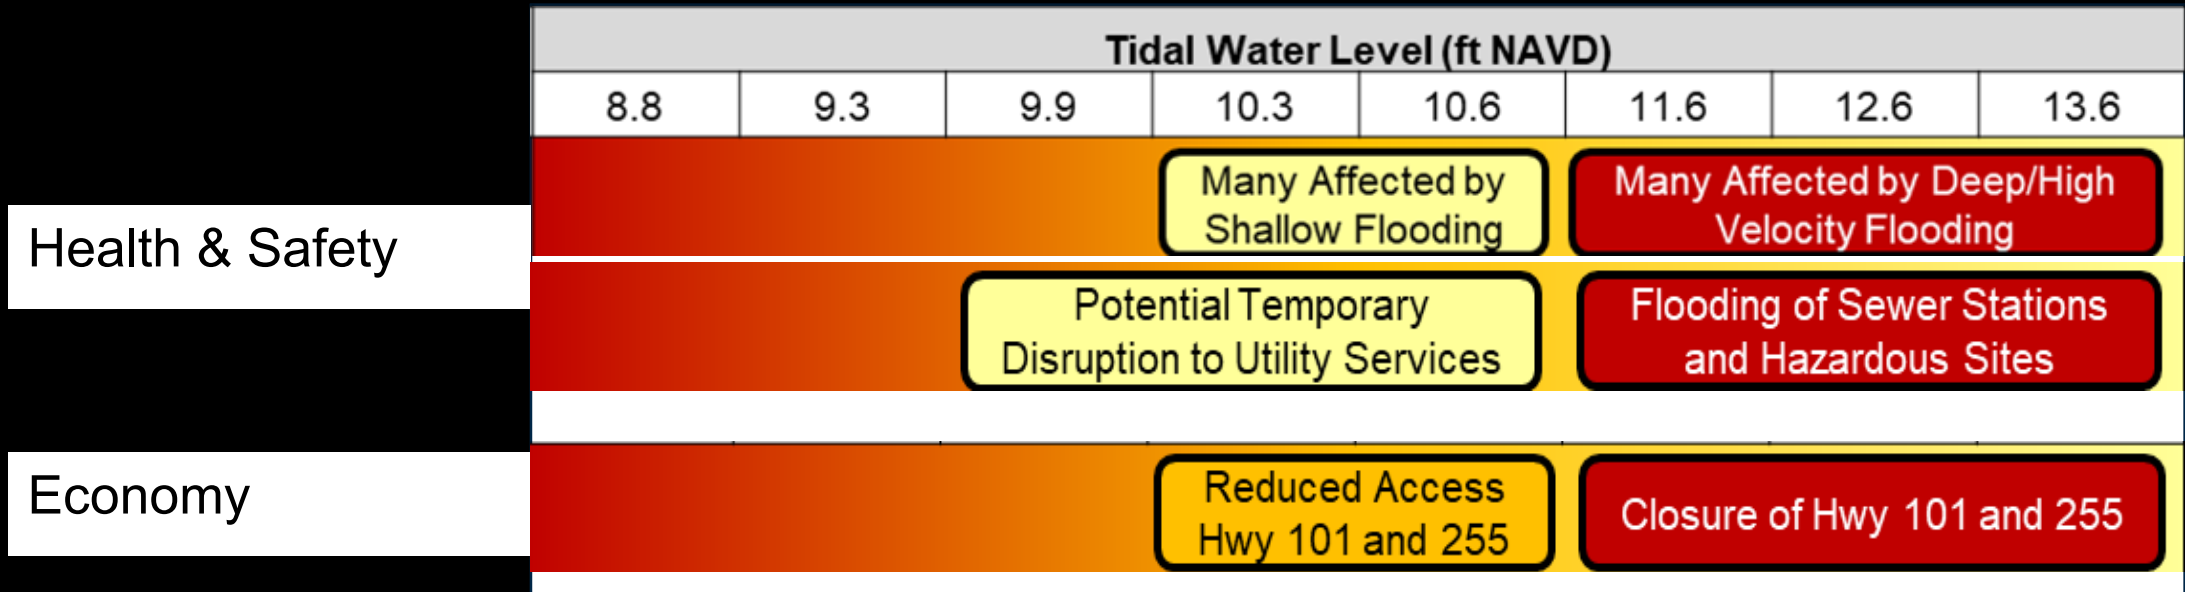 Tidal Water Level (ft NAVD)
8.8 9.3 9.9 10.3 10.6 11.6 12.6 13.6
Health & Safety
Many Affected by
Shallow Flooding
Many Affected by Deep/High
Velocity Flooding
Potential Temporary
Disruption to Utility Services
Flooding of Sewer Stations
and Hazardous Sites
Economy
Reduced Access
Hwy 101 and 255
Closure of Hwy 101 and 255